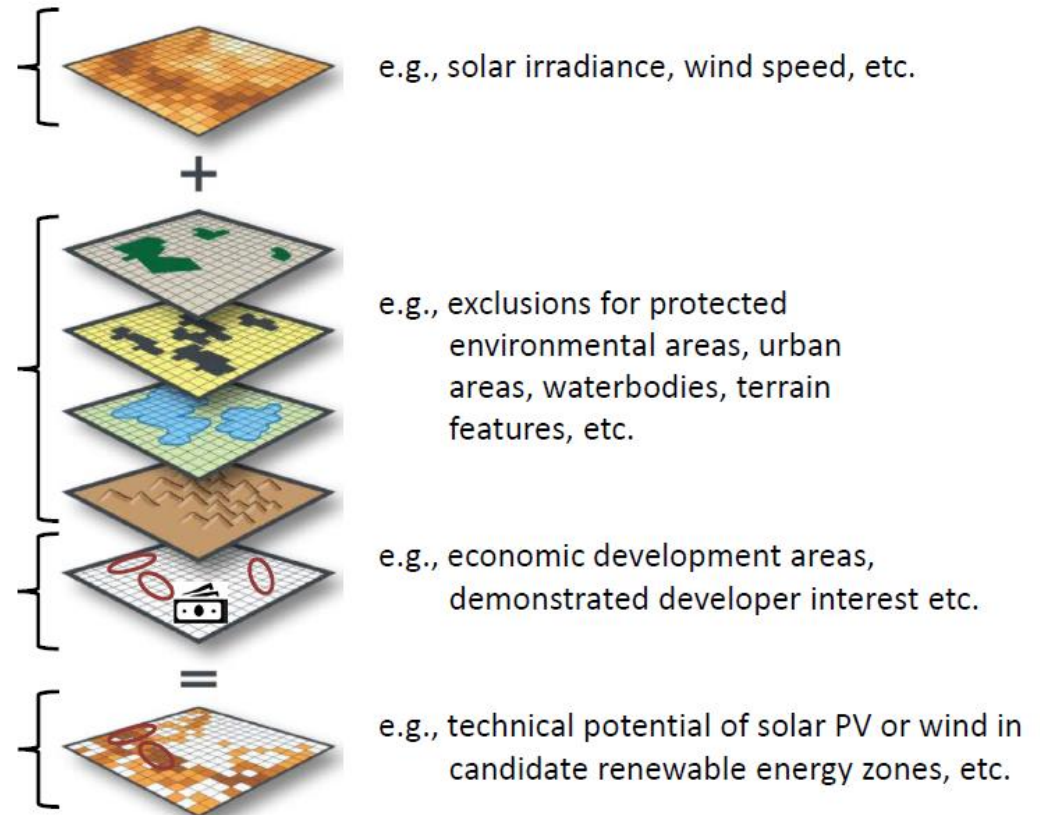 e.g., solar irradiance, wind speed, etc.
+
e.g., exclusions for protected
environmental areas, urban
areas, waterbodies, terrain
features, etc.
e.g., economic development areas,
demonstrated developer interest etc.
=
e.g., technical potential of solar PV or wind in
candidate renewable energy zones, etc.